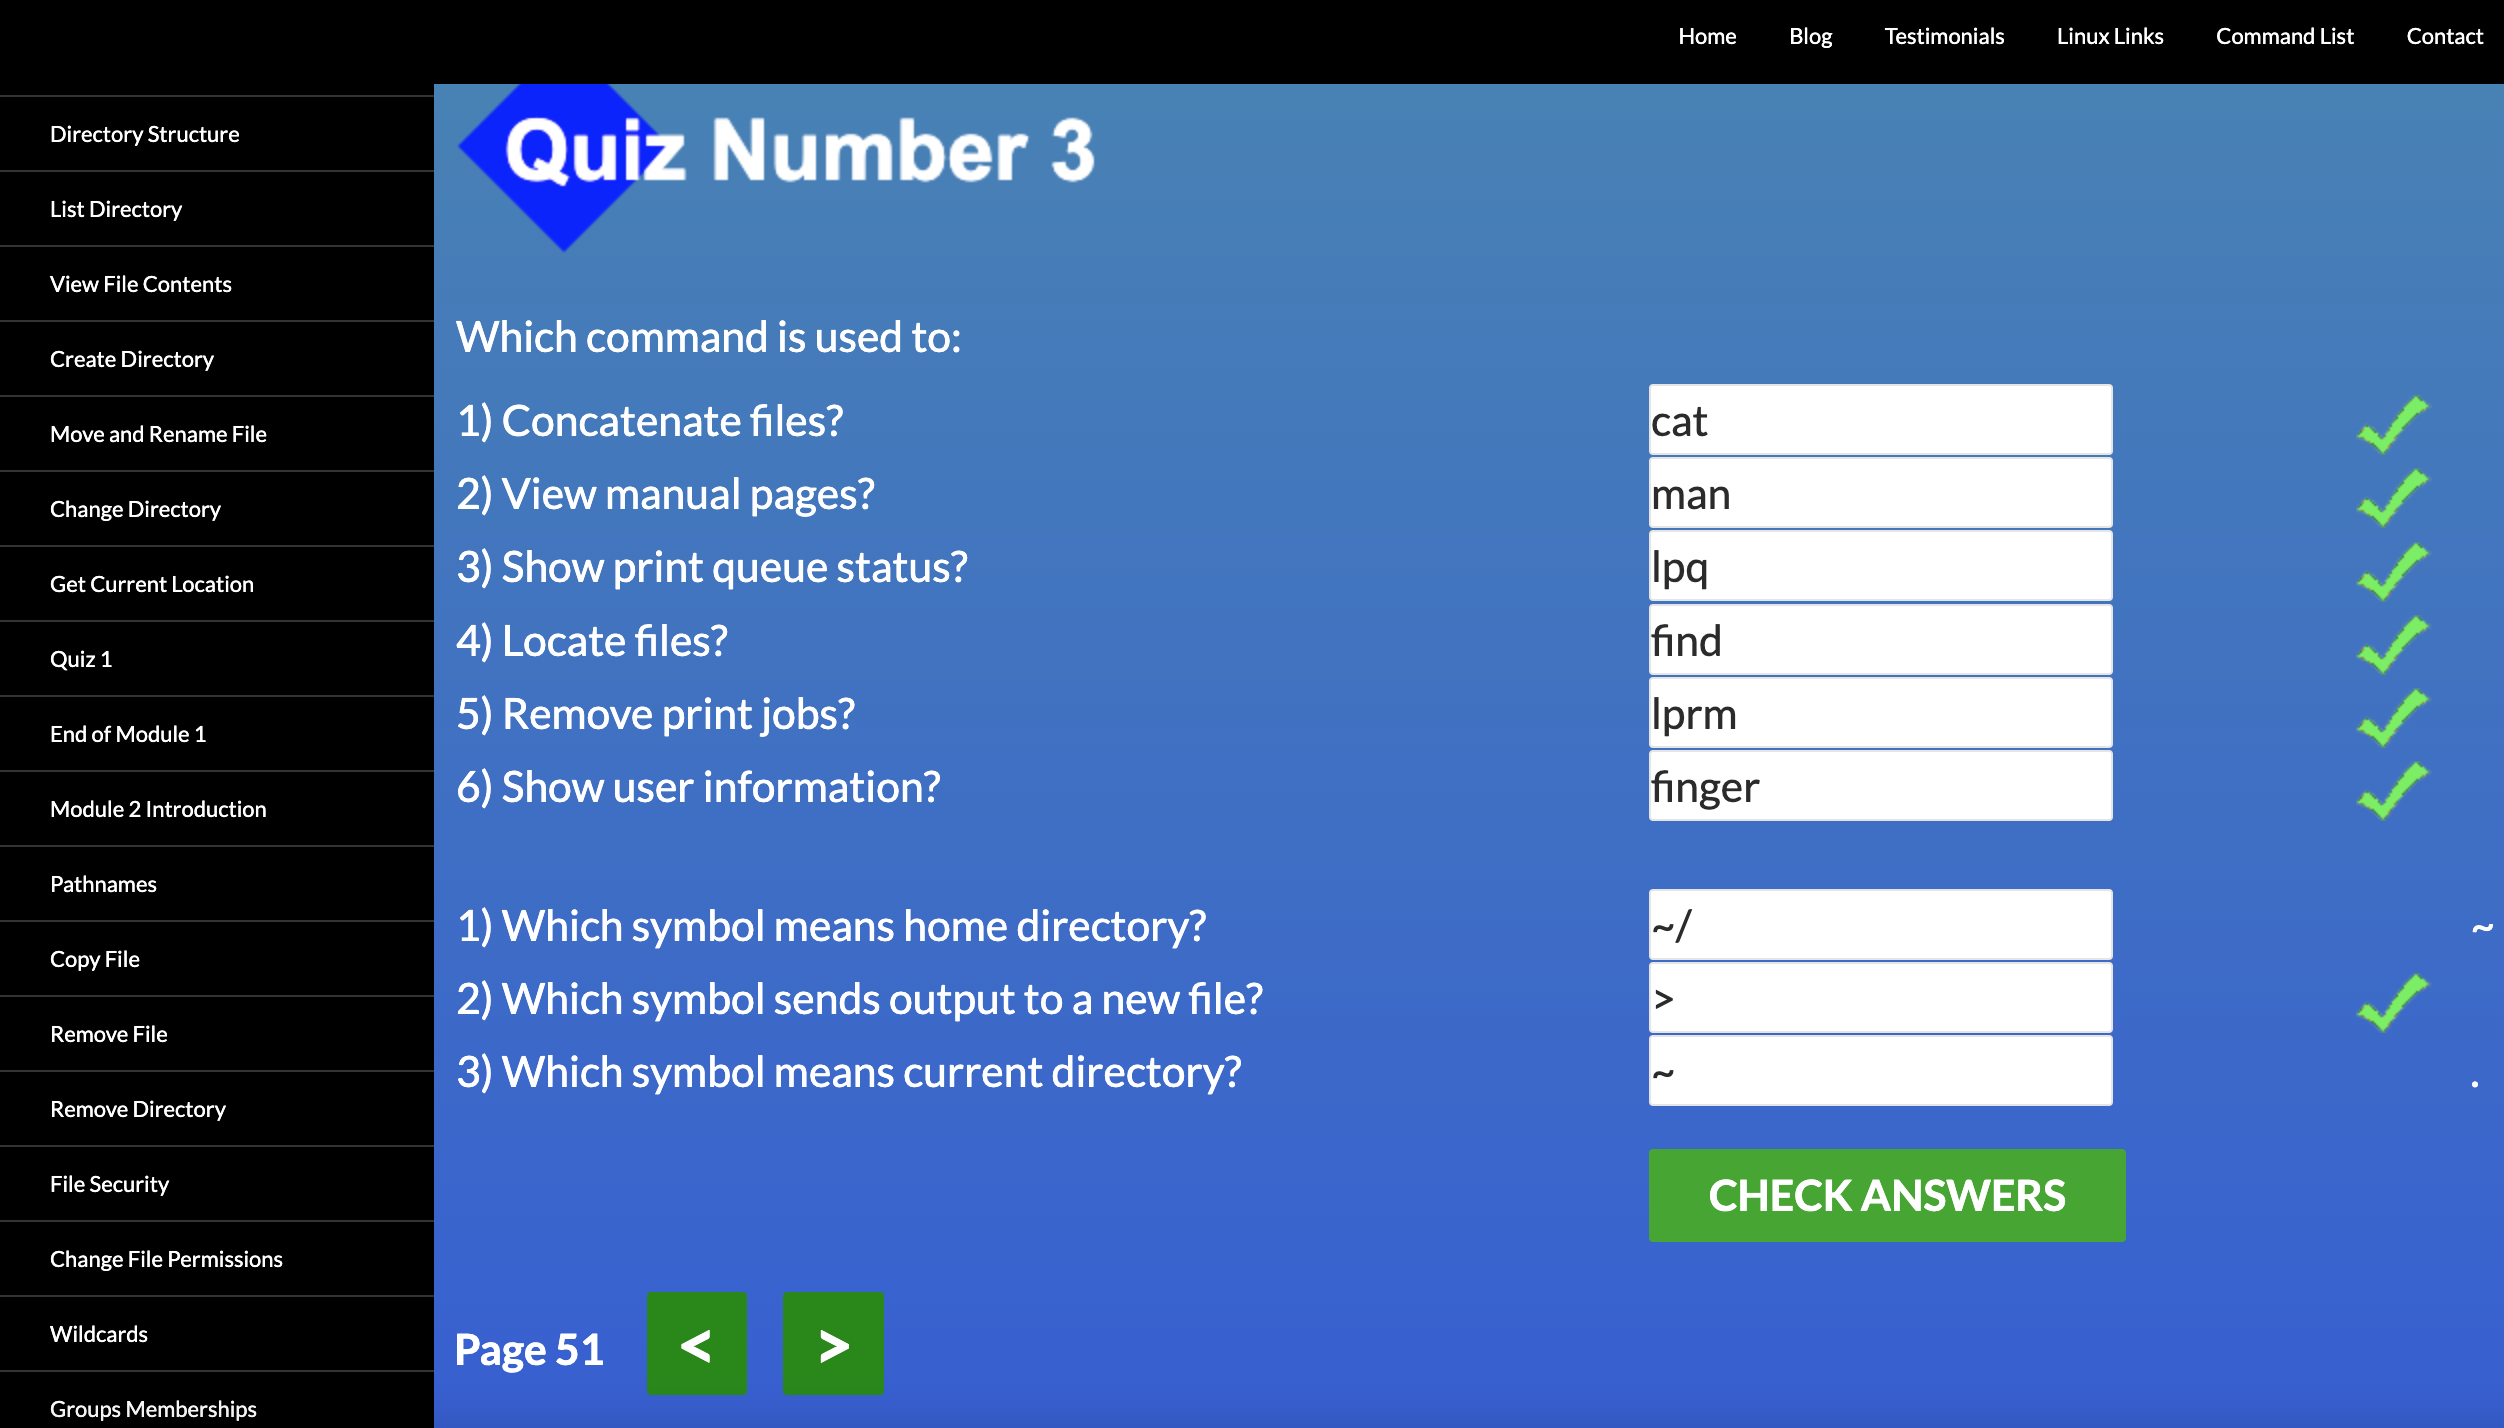 Home Blog Testimonials Linux Links Command List Contact
Directory Structure
List Directory
View File Contents
Create Directory
Move and Rename File
Change Directory
Get Current Location
Quiz 1
End of Module 1
Module 2 Introduction
Pathnames
Copy File
Remove File
Remove Directory
File Security
Change File Permissions
Wildcards
Groups Memberships
Quiz Number 3
Which command is used to:
1) Concatenate files? cat
2) View manual pages? man
3) Show print queue status? lpq
4) Locate files? find
5) Remove print jobs? lprm
6) Show user information? finger
1) Which symbol means home directory? ~/ ~
2) Which symbol sends output to a new file? >
3) Which symbol means current directory? ~ .
CHECK ANSWERS
Page 51 < >